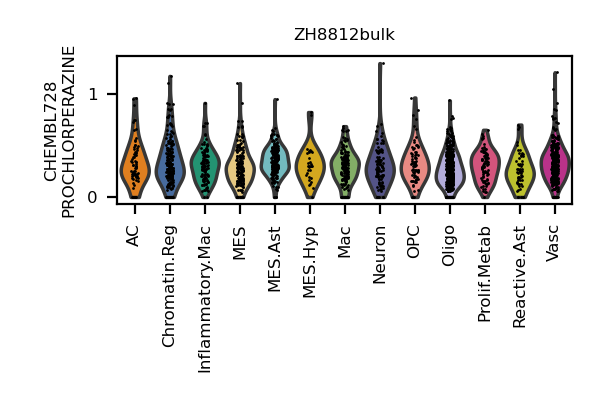 ZH8812bulk
CHEMBL728
PROCHLORPERAZINE
1
0
AC
Chromatin.Reg
Inflammatory.Mac
MES
MES.Ast
MES.Hyp
Mac
Neuron
OPC
Oligo
Prolif.Metab
Reactive.Ast
Vasc